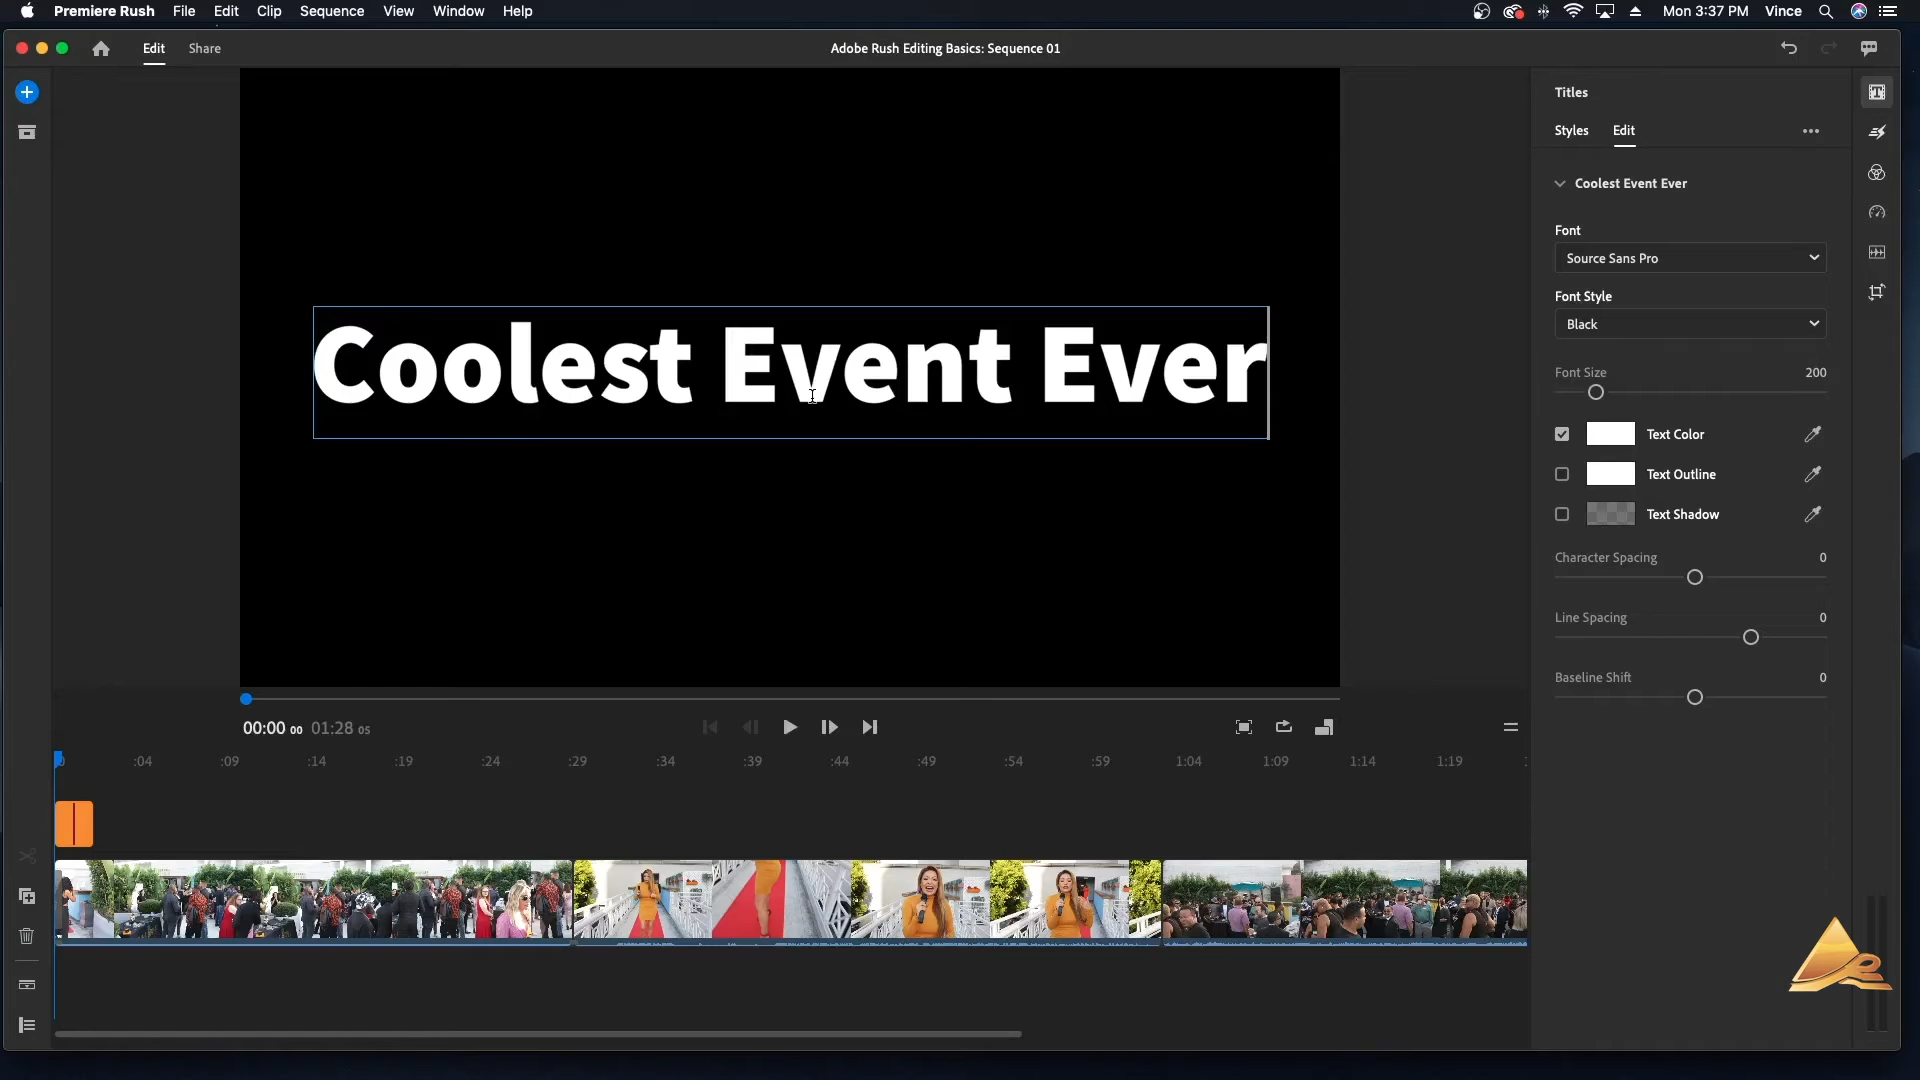 Premiere Rush File Edit Clip Sequence View Window Help
Mon 3:37 PM Vince
Edit Share
Adobe Rush Editing Basics: Sequence 01
Titles
Styles Edit
Coolest Event Ever
Font
Source Sans Pro
Font Style
Black
Font Size 200
Text Color
Text Outline
Text Shadow
Character Spacing 0
Line Spacing 0
Baseline Shift 0
Coolest Event Ever
00:00 00 01:28 05
:04 :09 :14 :19 :24 :29 :34 :39 :44 :49 :54 :59 1:04 1:09 1:14 1:19